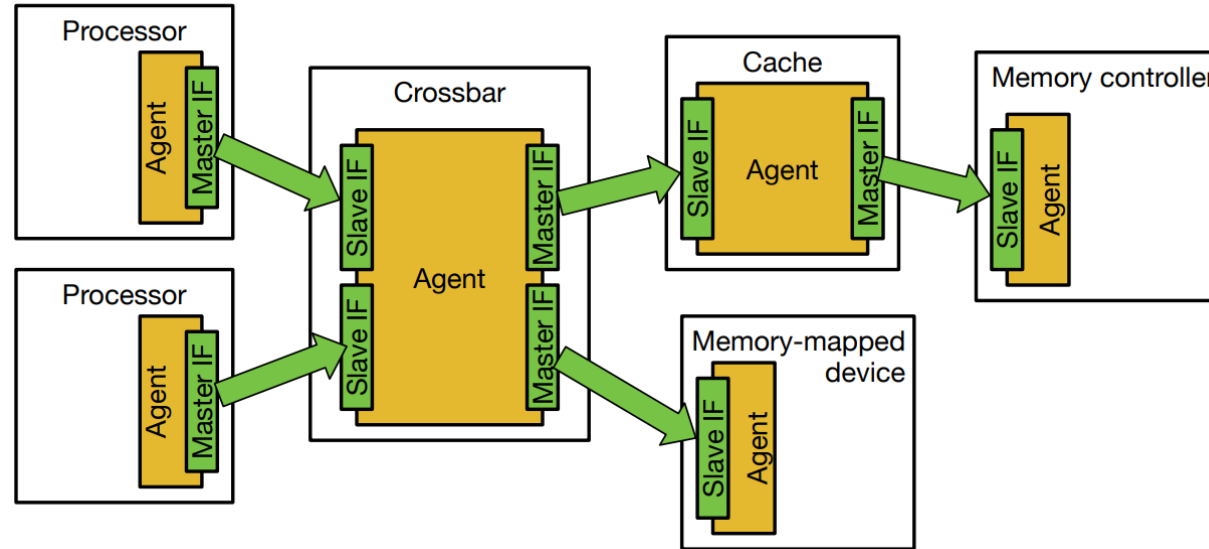 Processor
Agent
Master IF
Processor
Agent
Master IF
Crossbar
Slave IF
Slave IF
Agent
Master IF
Master IF
Cache
Slave IF
Agent
Master IF
Memory-mapped
device
Slave IF
Agent
Memory controller
Slave IF
Agent